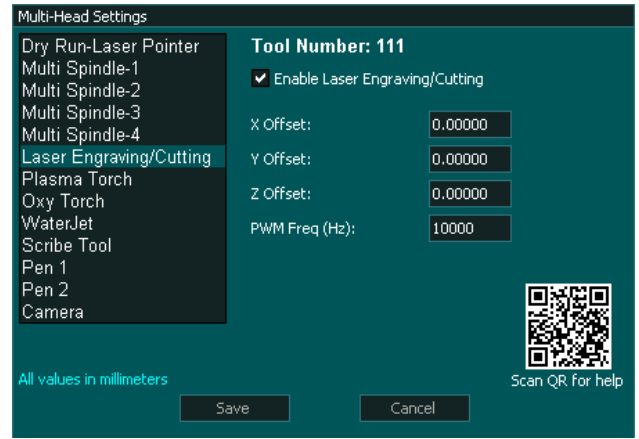 Multi-Head Settings
Dry Run-Laser Pointer
Multi Spindle-1
Multi Spindle-2
Multi Spindle-3
Multi Spindle-4
Laser Engraving/Cutting
Plasma Torch
Oxy Torch
WaterJet
Scribe Tool
Pen 1
Pen 2
Camera
Tool Number: 111
Enable Laser Engraving/Cutting
X Offset: 0.00000
Y Offset: 0.00000
Z Offset: 0.00000
PWM Freq (Hz): 10000
All values in millimeters
Scan QR for help
Save Cancel